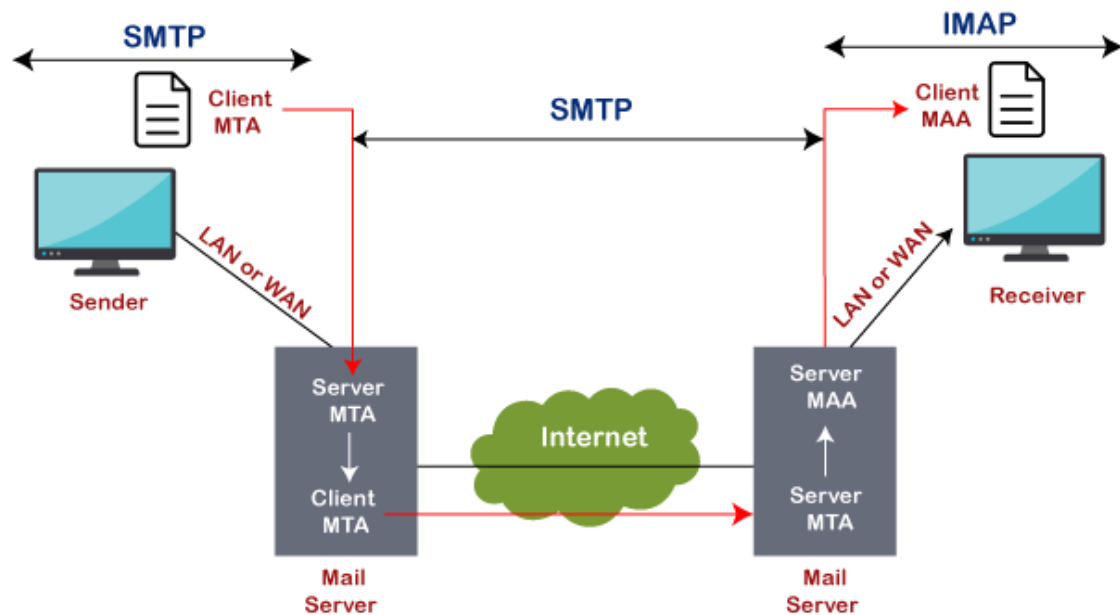 SMTP
IMAP
Client
MTA
SMTP
Client
MAA
LAN or WAN
LAN or WAN
Sender
Receiver
Server
MTA
Client
MTA
Internet
Server
MAA
Server
MTA
Mail
Server
Mail
Server